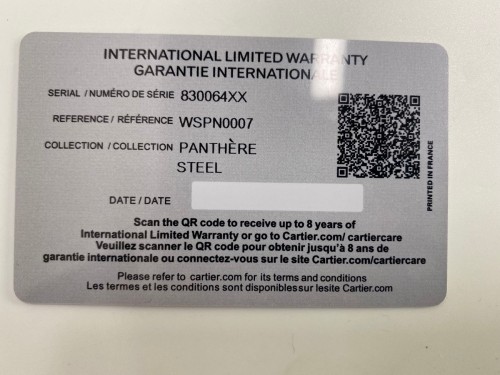 INTERNATIONAL LIMITED WARRANTY
GARANTIE INTERNATIONALE
SERIAL / NUMÉRO DE SÉRIE 830064XX
REFERENCE / RÉFÉRENCE WSPN0007
COLLECTION / COLLECTION PANTHÈRE
STEEL
PRINTED IN FRANCE
DATE / DATE
Scan the QR code to receive up to 8 years of
International Limited Warranty or go to Cartier.com/ cartiercare
Veuillez scanner le QR code pour obtenir jusqu'à 8 ans de
garantie internationale ou connectez-vous sur le site Cartier.com/cartiercare
Please refer to cartier.com for its terms and conditions
Les termes et les conditions sont disponibles sur lesite Cartier.com